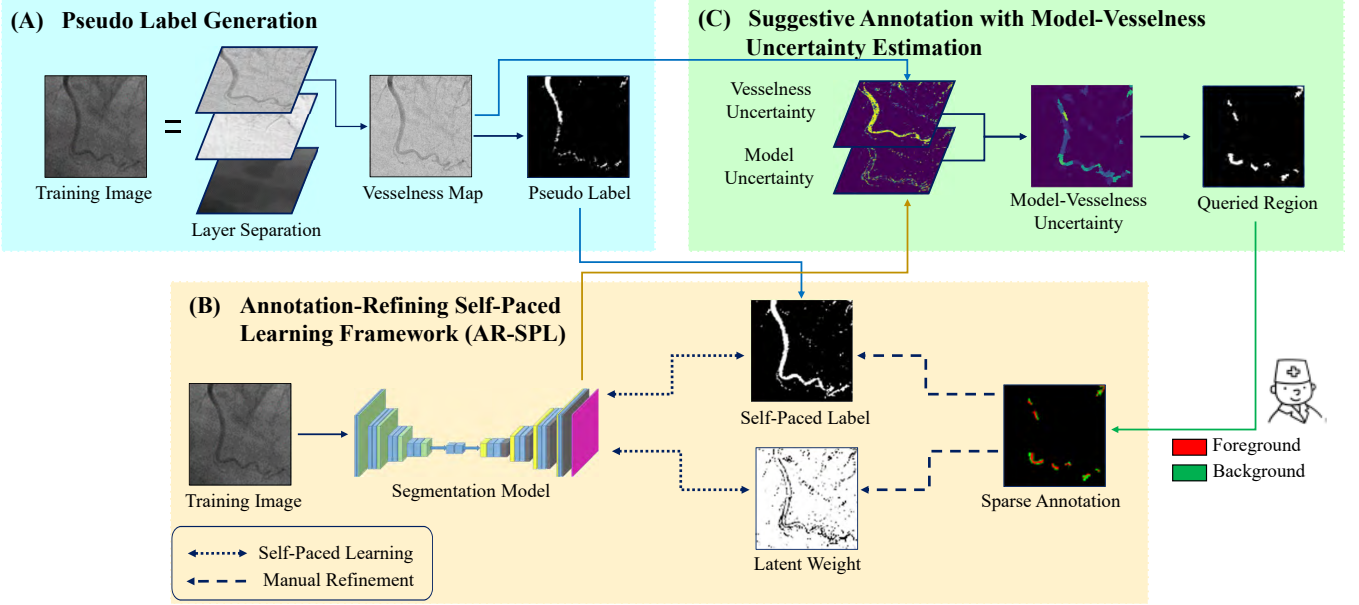 (A) Pseudo Label Generation
=
Training Image
Layer Separation
Vesselness Map
Pseudo Label
(C) Suggestive Annotation with Model-Vesselness
Uncertainty Estimation
Vesselness
Uncertainty
Model
Uncertainty
Model-Vesselness
Uncertainty
Queried Region
(B) Annotation-Refining Self-Paced
Learning Framework (AR-SPL)
Training Image
Segmentation Model
Self-Paced Label
Latent Weight
Sparse Annotation
Foreground
Background
Self-Paced Learning
Manual Refinement